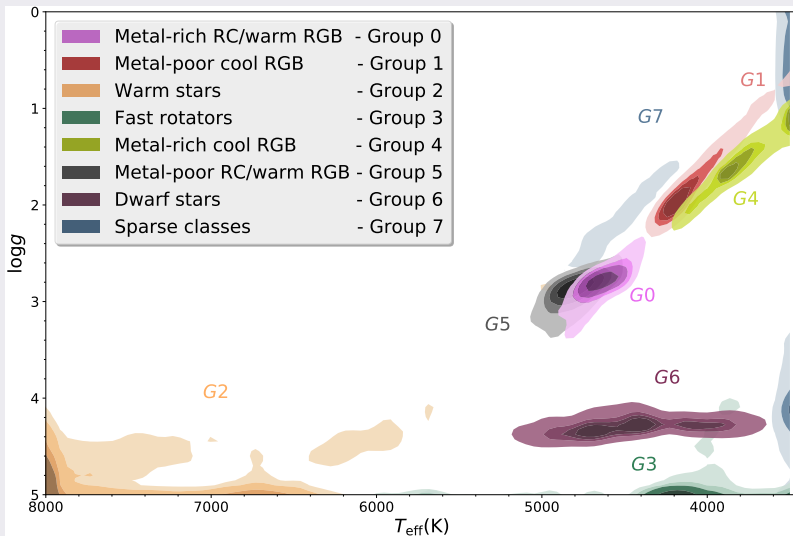 0
1
2
3
4
5
logg
Metal-rich RC/warm RGB - Group 0
Metal-poor cool RGB - Group 1
Warm stars - Group 2
Fast rotators - Group 3
Metal-rich cool RGB - Group 4
Metal-poor RC/warm RGB - Group 5
Dwarf stars - Group 6
Sparse classes - Group 7
G1
G7
G4
G0
G5
G6
G2
G3
8000 7000 6000 5000 4000
Teff(K)